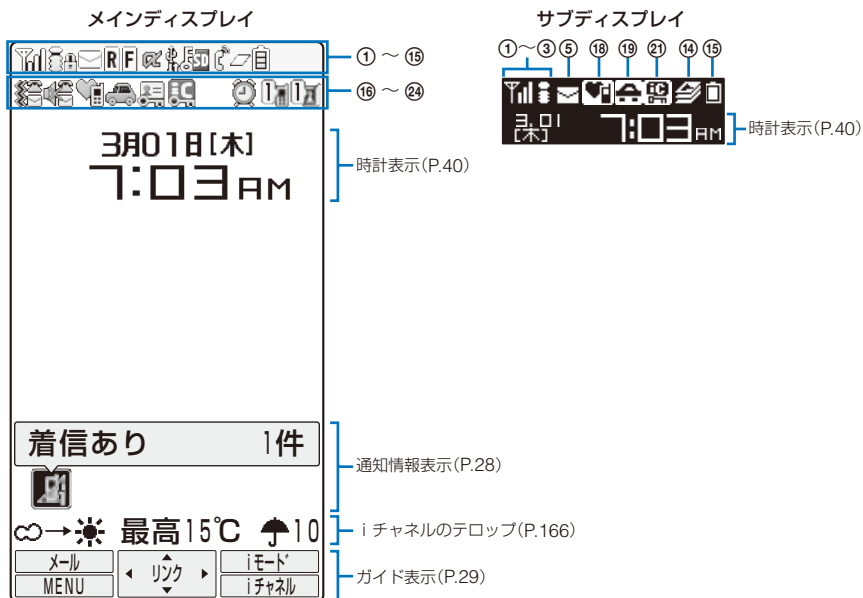 メインディスプレイ
サブディスプレイ
① ～ ⑮
⑯ ～ ㉔
R F SD
3月01日[木]
7:03AM
時計表示(P.40)
着信あり 1件
通知情報表示(P.28)
→ 最高15℃ 10
i チャネルのテロップ(P.166)
メール
MENU
リンク
iモード
iチャネル
ガイド表示(P.29)
①～③ ⑤ ⑱ ⑲ ㉑ ⑭ ⑮
3.01
[木]
7:03AM
時計表示(P.40)